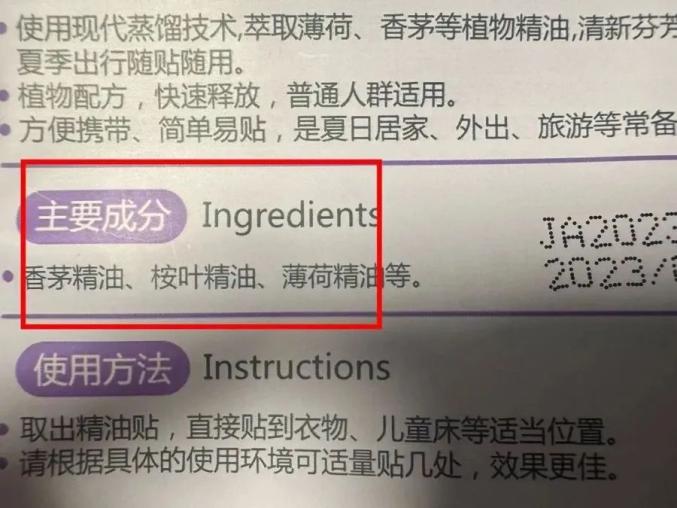 使用现代蒸馏技术,萃取薄荷、香茅等植物精油,清新芬芳
夏季出行随贴随用。
植物配方，快速释放，普通人群适用。
方便携带、简单易贴，是夏日居家、外出、旅游等常备
主要成分 Ingredients
JA2023
香茅精油、桉叶精油、薄荷精油等。
2023/
使用方法 Instructions
取出精油贴，直接贴到衣物、儿童床等适当位置。
请根据具体的使用环境可适量贴几处，效果更佳。